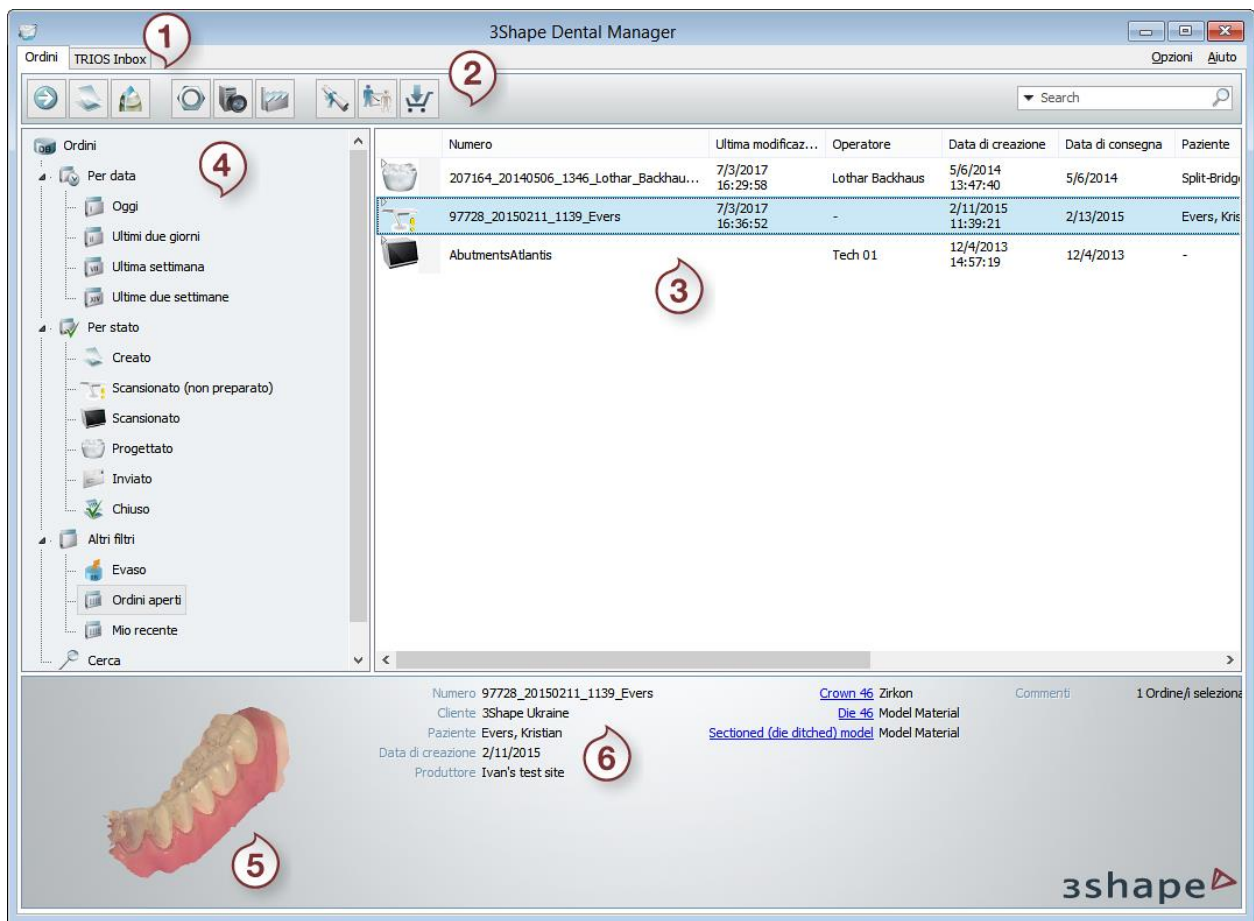 3Shape Dental Manager
1
Ordini TRIOS Inbox
Opzioni Aiuto
2
Search
Ordini
4
Per data
Oggi
Ultimi due giorni
Ultima settimana
Ultime due settimane
Per stato
Creato
Scansionato (non preparato)
Scansionato
Progettato
Inviato
Chiuso
Altri filtri
Evaso
Ordini aperti
Mio recente
Cerca
Numero Ultima modificaz... Operatore Data di creazione Data di consegna Paziente
207164_20140506_1346_Lothar_Backhau... 7/3/2017 16:29:58 Lothar Backhaus 5/6/2014 13:47:40 5/6/2014 Split-Bridge
97728_20150211_1139_Evers 7/3/2017 16:36:52 - 2/11/2015 11:39:21 2/13/2015 Evers, Kris
AbutmentsAtlantis Tech 01 12/4/2013 14:57:19 12/4/2013 -
3
Numero 97728_20150211_1139_Evers
Cliente 3Shape Ukraine
Paziente Evers, Kristian
Data di creazione 2/11/2015
Produttore Ivan's test site
6
Crown 46 Zirkon
Die 46 Model Material
Sectioned (die ditched) model Model Material
Commenti
1 Ordine/i seleziona
5
3shape